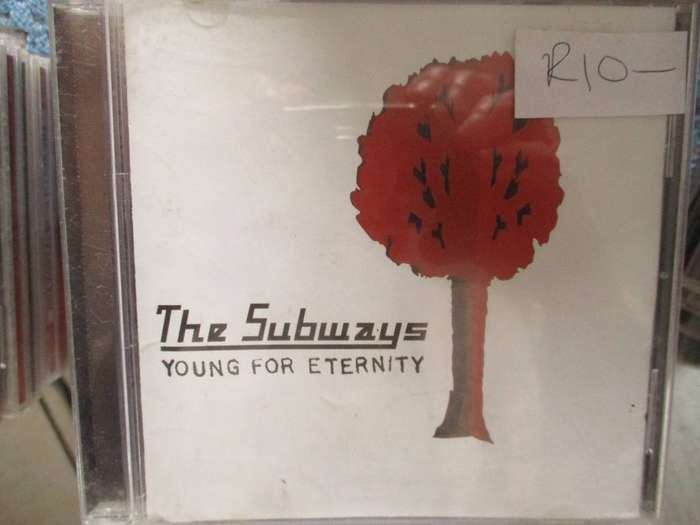 R10—
The Subways
YOUNG FOR ETERNITY